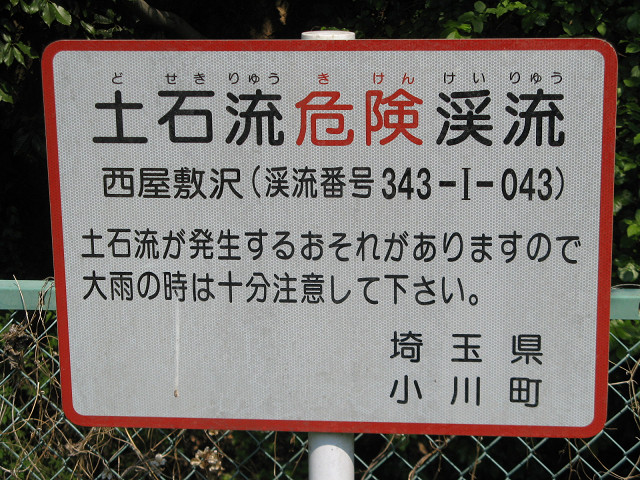 どせきりゅうきけんけいりゅう
土石流危険渓流
西屋敷沢(渓流番号343-I-043)
土石流が発生するおそれがありますので
大雨の時は十分注意して下さい。
埼玉県
小川町